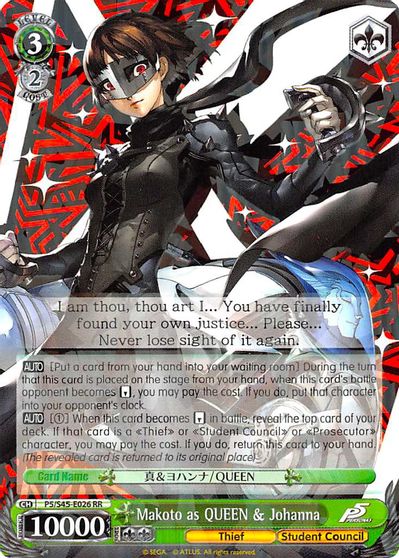 LEVEL
3
2
COST
I am thou, thou art I... You have finally
found your own justice... Please...
Never lose sight of it again.
AUTO [Put a card from your hand into your waiting room] During the
turn that this card is placed on the stage from your hand, when this card's battle
opponent becomes, you may pay the cost. If you do, put that character
into your opponent's clock.
AUTO [①] When this card becomes in battle, reveal the top card of your
deck. If that card is a «Thief» or «Student Council» or «Prosecutor»
character, you may pay the cost. If you do, return this card to your hand.
(The revealed card is returned to its original place)
Card Name 真&ヨハンナ/QUEEN
CH P5/S45-E026 RR
10000 Makoto as QUEEN & Johanna P5 PERSONA5
© SEGA. © ATLUS. All rights reserved. Thief Student Council